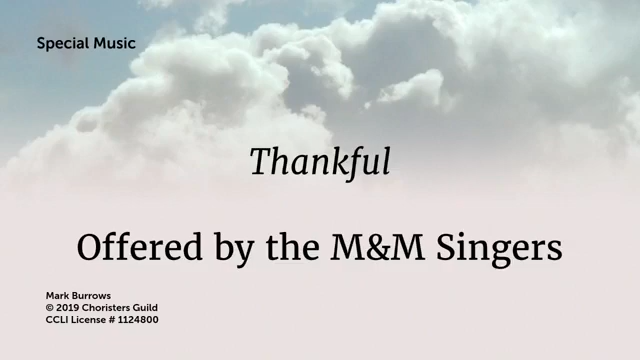 Special Music
Thankful
Offered by the M&M Singers
Mark Burrows
© 2019 Choristers Guild
CCLI License # 1124800